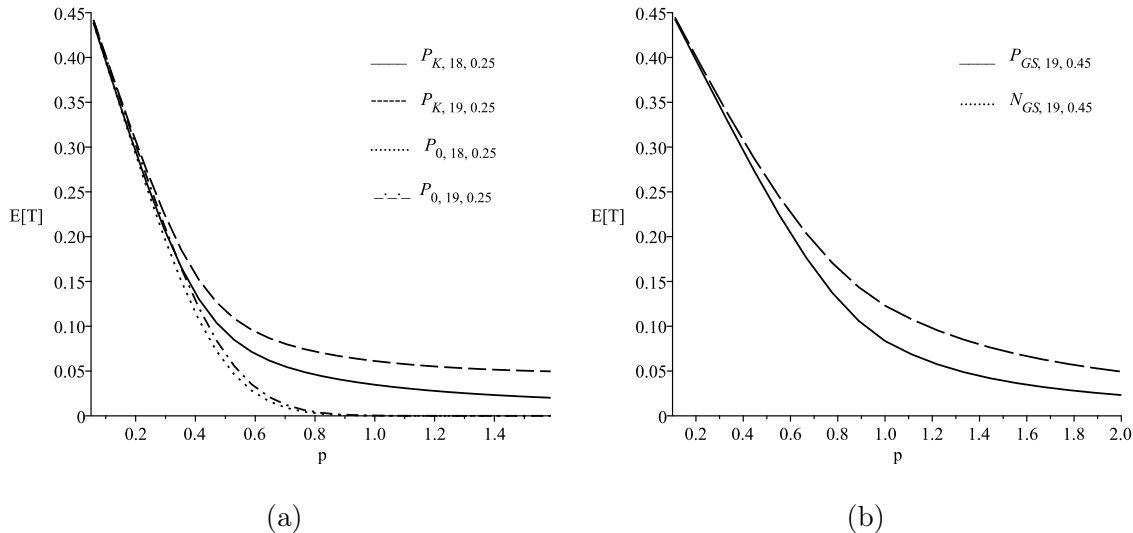 0.45
0.40
0.35
0.30
0.25
E[T]
0.20
0.15
0.10
0.05
0
0.2 0.4 0.6 0.8 1.0 1.2 1.4
p
P_{K, 18, 0.25}
P_{K, 19, 0.25}
P_{0, 18, 0.25}
P_{0, 19, 0.25}
(a)
0.45
0.40
0.35
0.30
0.25
E[T]
0.20
0.15
0.10
0.05
0
0.2 0.4 0.6 0.8 1.0 1.2 1.4 1.6 1.8 2.0
p
P_{GS, 19, 0.45}
N_{GS, 19, 0.45}
(b)